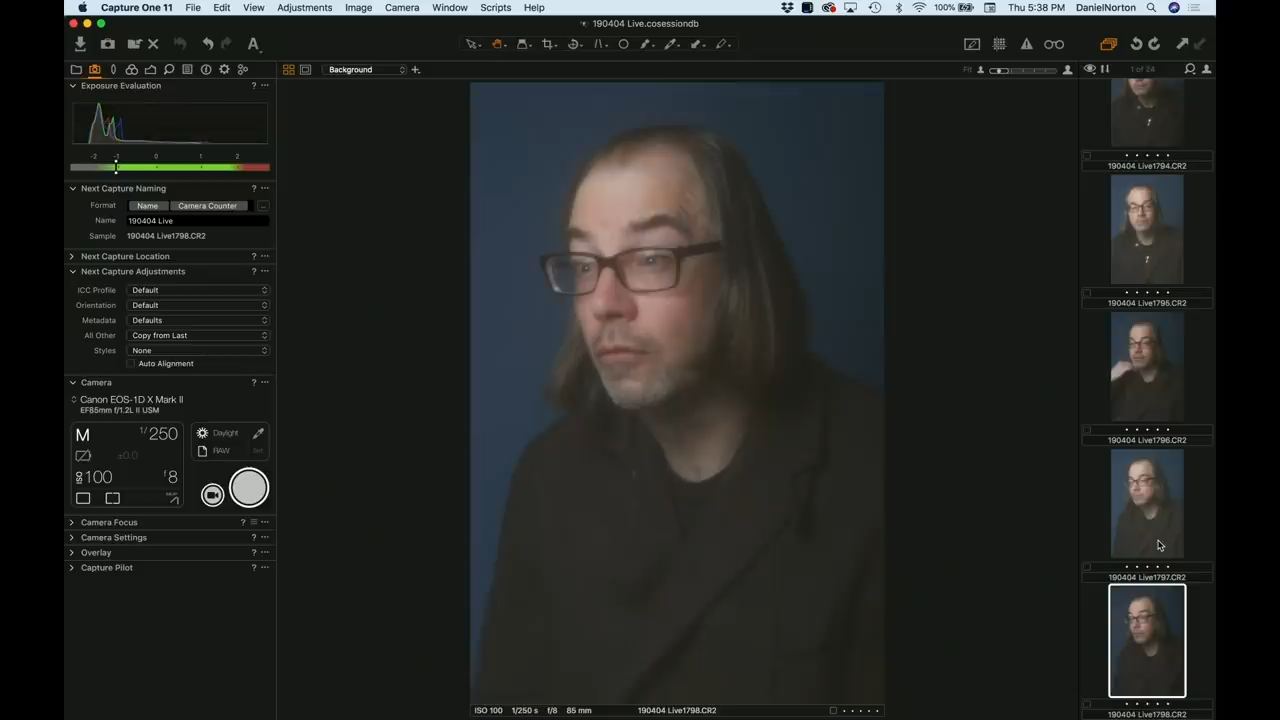 Capture One 11 File Edit View Adjustments Image Camera Window Scripts Help 100% Thu 5:38 PM DanielNorton
190404 Live.cosessiondb
A
Background Fit 1 of 24
Exposure Evaluation ? ...
-2 -1 0 1 2
Next Capture Naming ? ...
Format Name Camera Counter ...
Name 190404 Live
Sample 190404 Live1798.CR2
Next Capture Location ? ...
Next Capture Adjustments ? ...
ICC Profile Default
Orientation Default
Metadata Defaults
All Other Copy from Last
Styles None
Auto Alignment
Camera ? ...
Canon EOS-1D X Mark II
EF85mm f/1.2L II USM
M 1/250 Daylight
±0.0 RAW Set
ISO 100 f8
Camera Focus ? ...
Camera Settings ? ...
Overlay ? ...
Capture Pilot ? ...
190404 Live1794.CR2
190404 Live1795.CR2
190404 Live1796.CR2
190404 Live1797.CR2
190404 Live1798.CR2
ISO 100 1/250 s f/8 85 mm 190404 Live1798.CR2